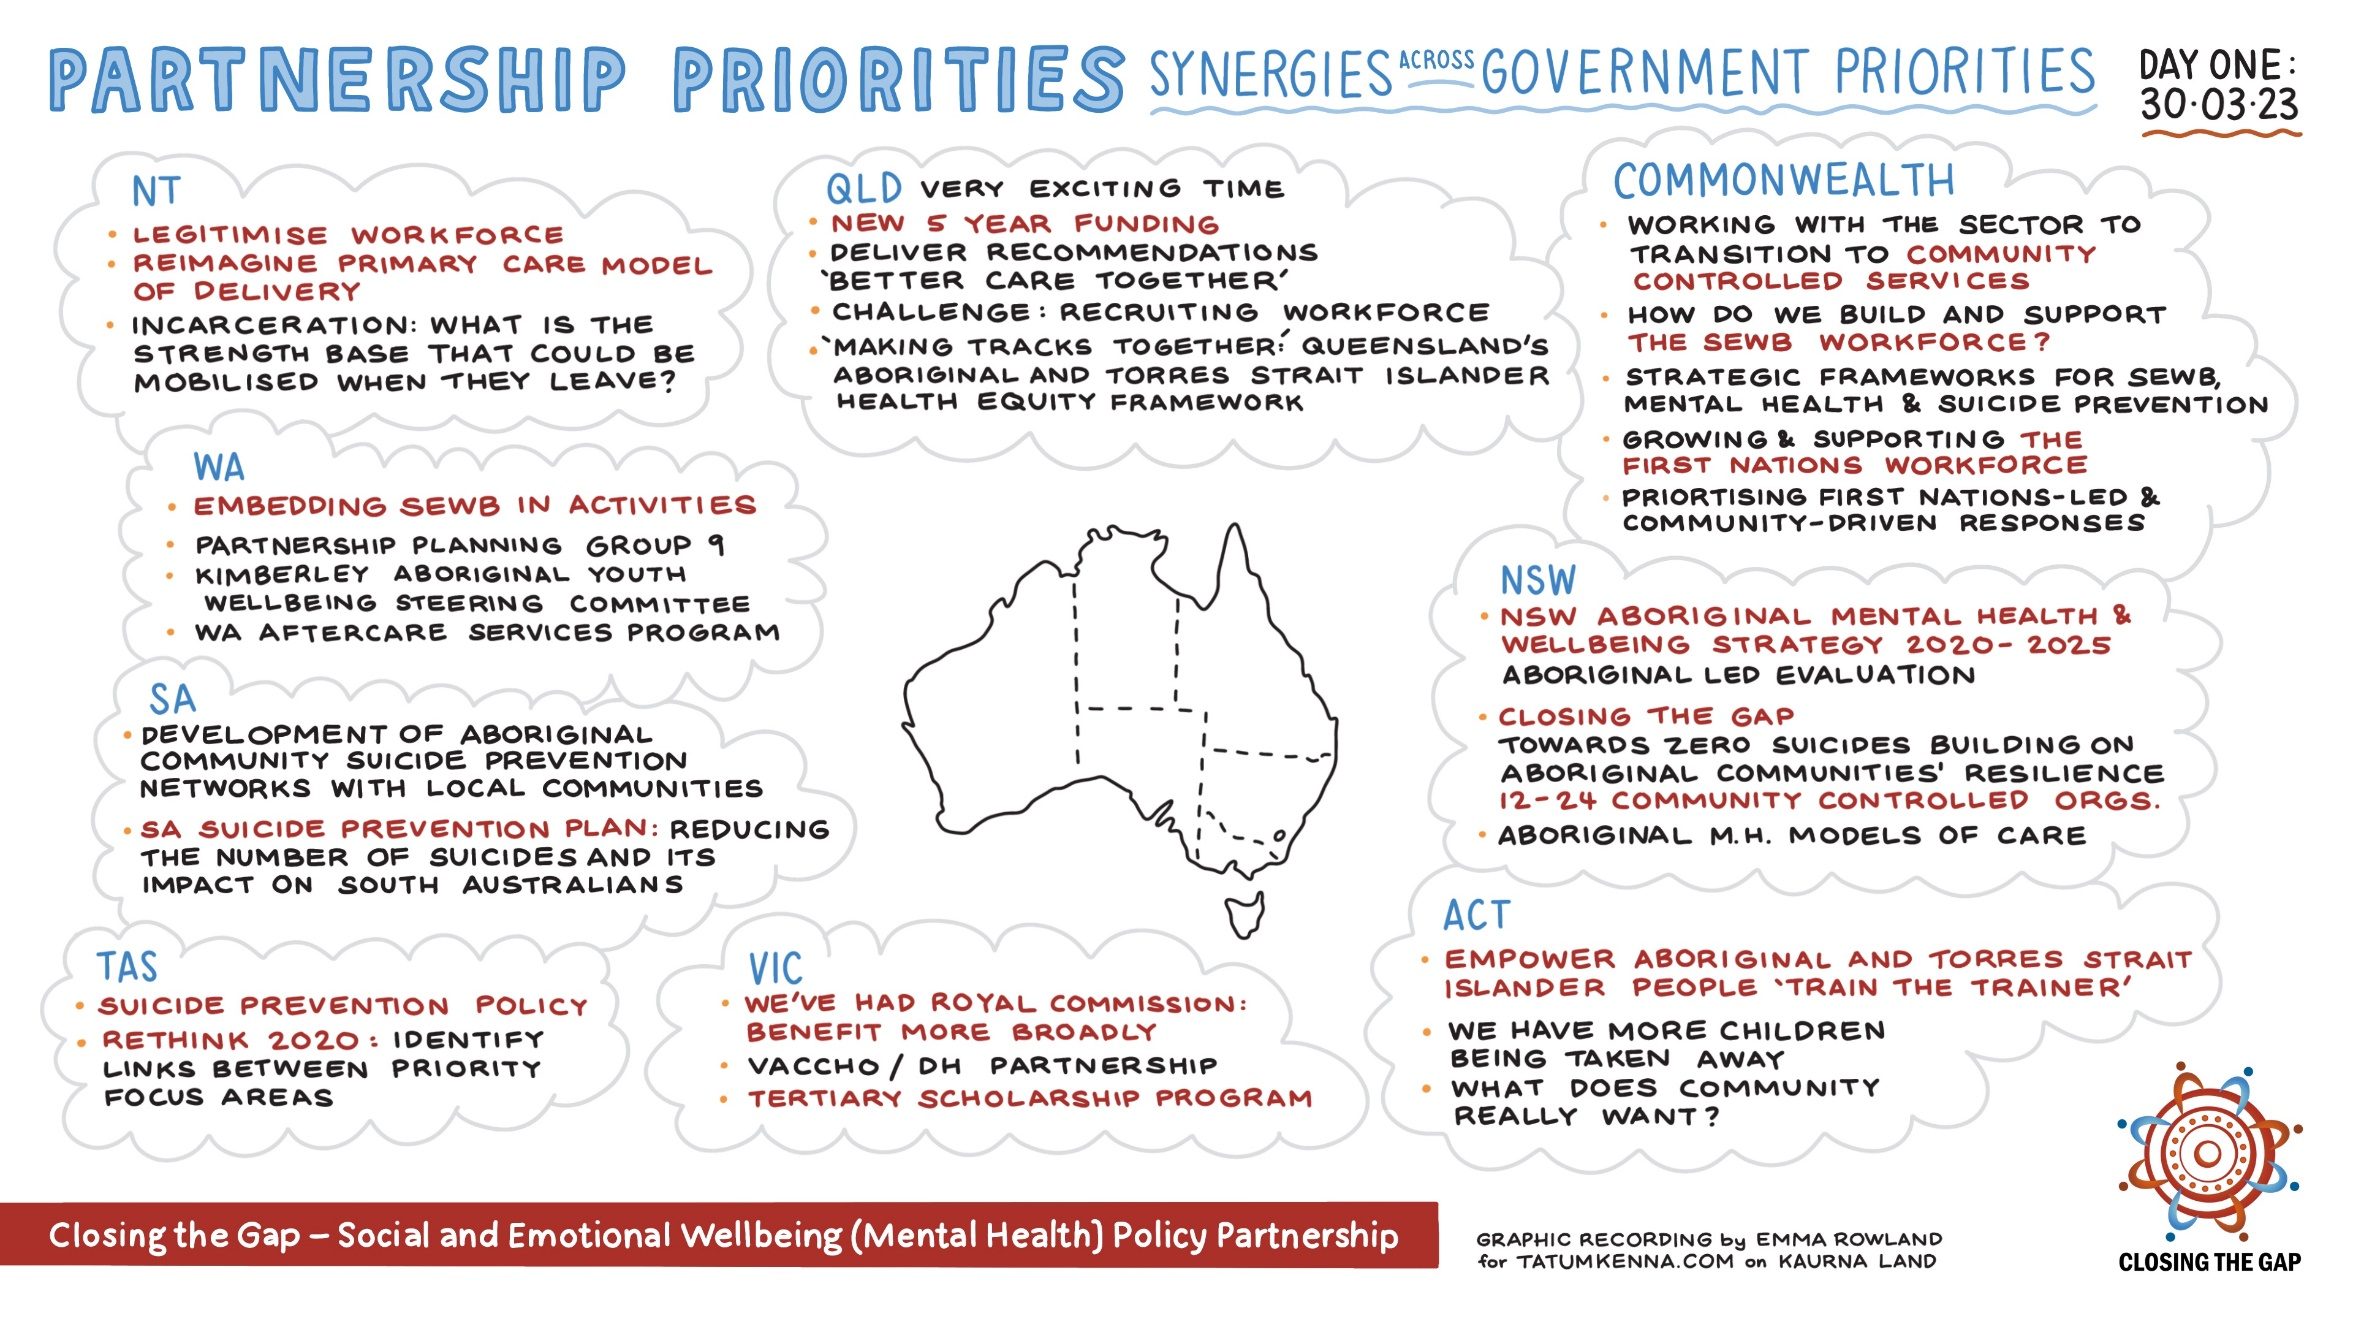 PARTNERSHIP PRIORITIES SYNERGIES ACROSS GOVERNMENT PRIORITIES
DAY ONE:
30·03·23
NT
• LEGITIMISE WORKFORCE
• REIMAGINE PRIMARY CARE MODEL
OF DELIVERY
• INCARCERATION: WHAT IS THE
STRENGTH BASE THAT COULD BE
MOBILISED WHEN THEY LEAVE?
QLD VERY EXCITING TIME
• NEW 5 YEAR FUNDING
• DELIVER RECOMMENDATIONS
'BETTER CARE TOGETHER'
• CHALLENGE: RECRUITING WORKFORCE
• 'MAKING TRACKS TOGETHER:' QUEENSLAND'S
ABORIGINAL AND TORRES STRAIT ISLANDER
HEALTH EQUITY FRAMEWORK
COMMONWEALTH
• WORKING WITH THE SECTOR TO
TRANSITION TO COMMUNITY
CONTROLLED SERVICES
• HOW DO WE BUILD AND SUPPORT
THE SEWB WORKFORCE?
• STRATEGIC FRAMEWORKS FOR SEWB,
MENTAL HEALTH & SUICIDE PREVENTION
• GROWING & SUPPORTING THE
FIRST NATIONS WORKFORCE
• PRIORTISING FIRST NATIONS-LED &
COMMUNITY-DRIVEN RESPONSES
WA
• EMBEDDING SEWB IN ACTIVITIES
• PARTNERSHIP PLANNING GROUP 9
• KIMBERLEY ABORIGINAL YOUTH
WELLBEING STEERING COMMITTEE
• WA AFTERCARE SERVICES PROGRAM
NSW
• NSW ABORIGINAL MENTAL HEALTH &
WELLBEING STRATEGY 2020-2025
ABORIGINAL LED EVALUATION
• CLOSING THE GAP
TOWARDS ZERO SUICIDES BUILDING ON
ABORIGINAL COMMUNITIES' RESILIENCE
12-24 COMMUNITY CONTROLLED ORGS.
• ABORIGINAL M.H. MODELS OF CARE
SA
• DEVELOPMENT OF ABORIGINAL
COMMUNITY SUICIDE PREVENTION
NETWORKS WITH LOCAL COMMUNITIES
• SA SUICIDE PREVENTION PLAN: REDUCING
THE NUMBER OF SUICIDES AND ITS
IMPACT ON SOUTH AUSTRALIANS
TAS
• SUICIDE PREVENTION POLICY
• RETHINK 2020: IDENTIFY
LINKS BETWEEN PRIORITY
FOCUS AREAS
VIC
• WE'VE HAD ROYAL COMMISSION:
BENEFIT MORE BROADLY
• VACCHO / DH PARTNERSHIP
• TERTIARY SCHOLARSHIP PROGRAM
ACT
• EMPOWER ABORIGINAL AND TORRES STRAIT
ISLANDER PEOPLE 'TRAIN THE TRAINER'
• WE HAVE MORE CHILDREN
BEING TAKEN AWAY
• WHAT DOES COMMUNITY
REALLY WANT?
Closing the Gap – Social and Emotional Wellbeing (Mental Health) Policy Partnership
GRAPHIC RECORDING by EMMA ROWLAND
for TATUMKENNA.COM on KAURNA LAND
CLOSING THE GAP